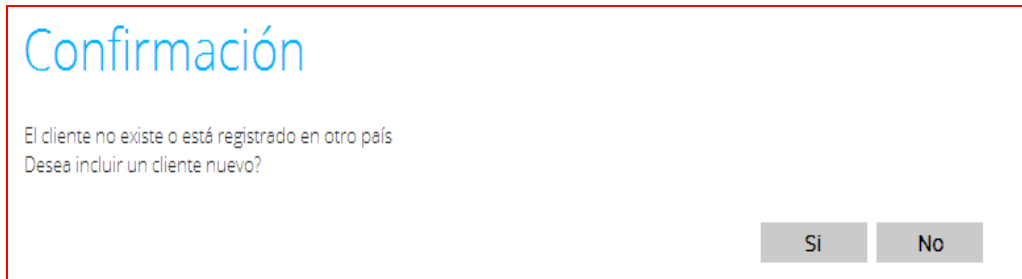 Confirmación
El cliente no existe o está registrado en otro país
Desea incluir un cliente nuevo?
Si No